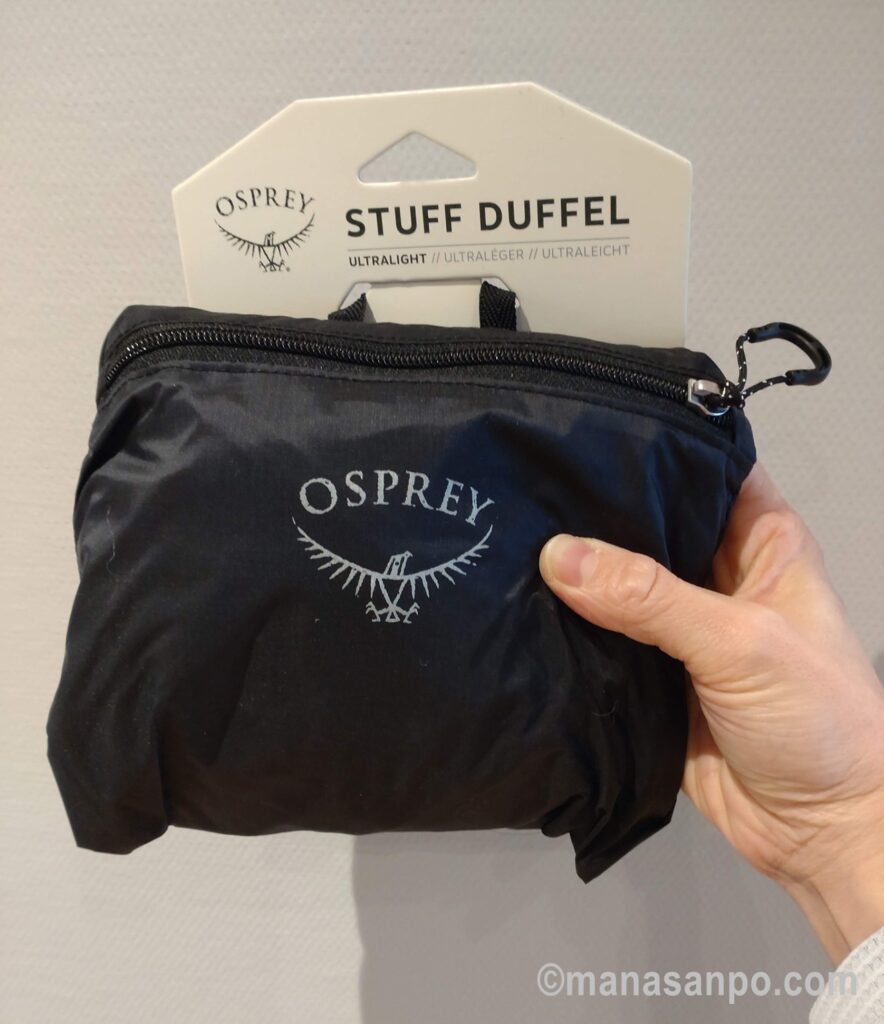 OSPREY
STUFF DUFFEL
ULTRALIGHT // ULTRALÉGER // ULTRALEICHT
OSPREY
©manasanpo.com